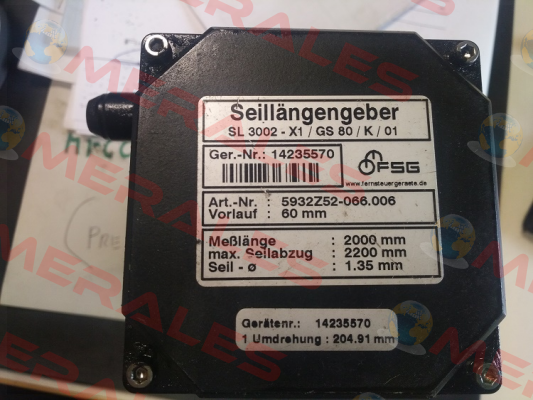 Seillängengeber
SL 3002 - X1 / GS 80 / K / 01
Ger.-Nr.: 14235570
FSG
www.fernsteuergeraete.de
Art.-Nr. : 5932Z52-066.006
Vorlauf : 60 mm
Meßlänge : 2000 mm
max. Seilabzug : 2200 mm
Seil - ø : 1.35 mm
Gerätenr.: 14235570
1 Umdrehung : 204.91 mm
MERALES